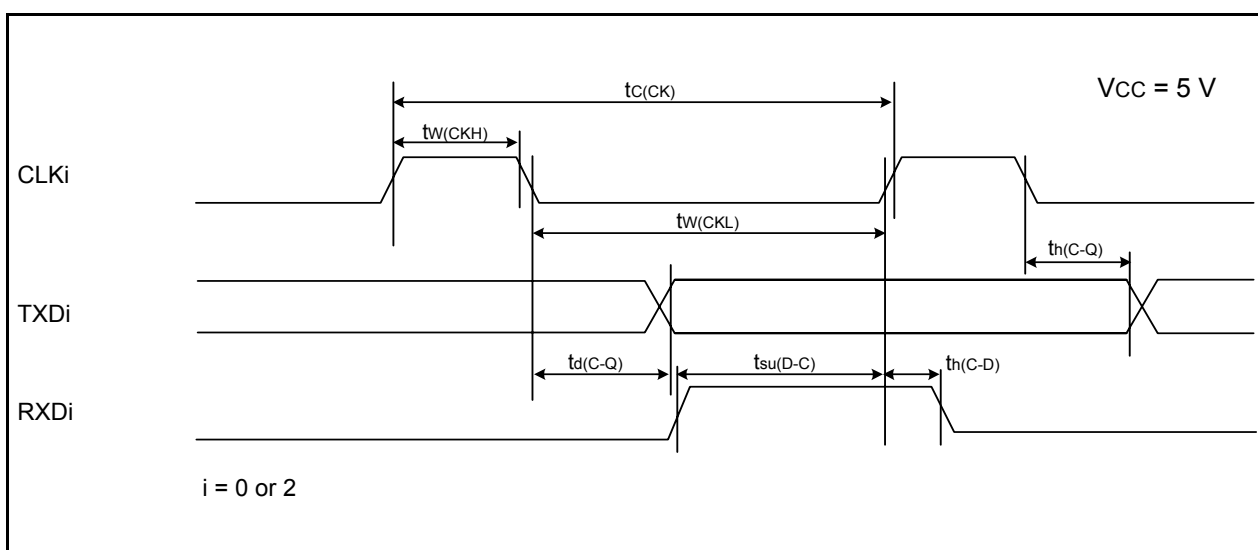 tC(CK)
VCC = 5 V
tW(CKH)
CLKi
tW(CKL)
th(C-Q)
TXDi
td(C-Q)
tsu(D-C)
th(C-D)
RXDi
i = 0 or 2